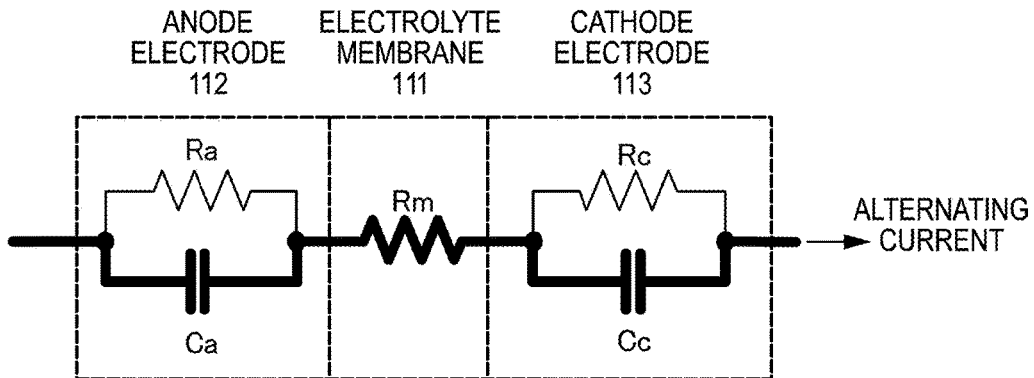 ANODE
ELECTRODE
112
ELECTROLYTE
MEMBRANE
111
CATHODE
ELECTRODE
113
Ra
Rm
Rc
Ca
Cc
ALTERNATING
CURRENT